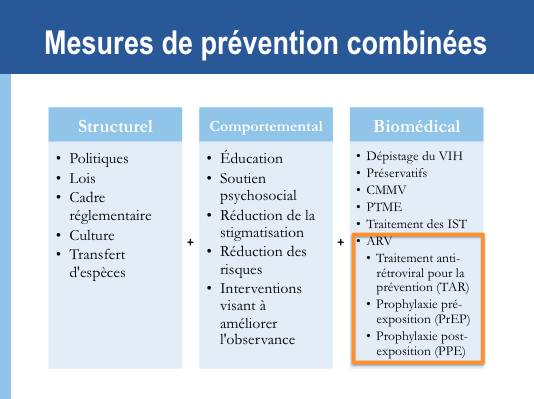 Mesures de prévention combinées
Structurel
• Politiques
• Lois
• Cadre
réglementaire
• Culture
• Transfert
d'espèces
+
Comportemental
• Éducation
• Soutien
psychosocial
• Réduction de la
stigmatisation
• Réduction des
risques
• Interventions
visant à
améliorer
l'observance
+
Biomédical
• Dépistage du VIH
• Préservatifs
• CMMV
• PTME
• Traitement des IST
• ARV
• Traitement anti-
rétroviral pour la
prévention (TAR)
• Prophylaxie pré-
exposition (PrEP)
• Prophylaxie post-
exposition (PPE)